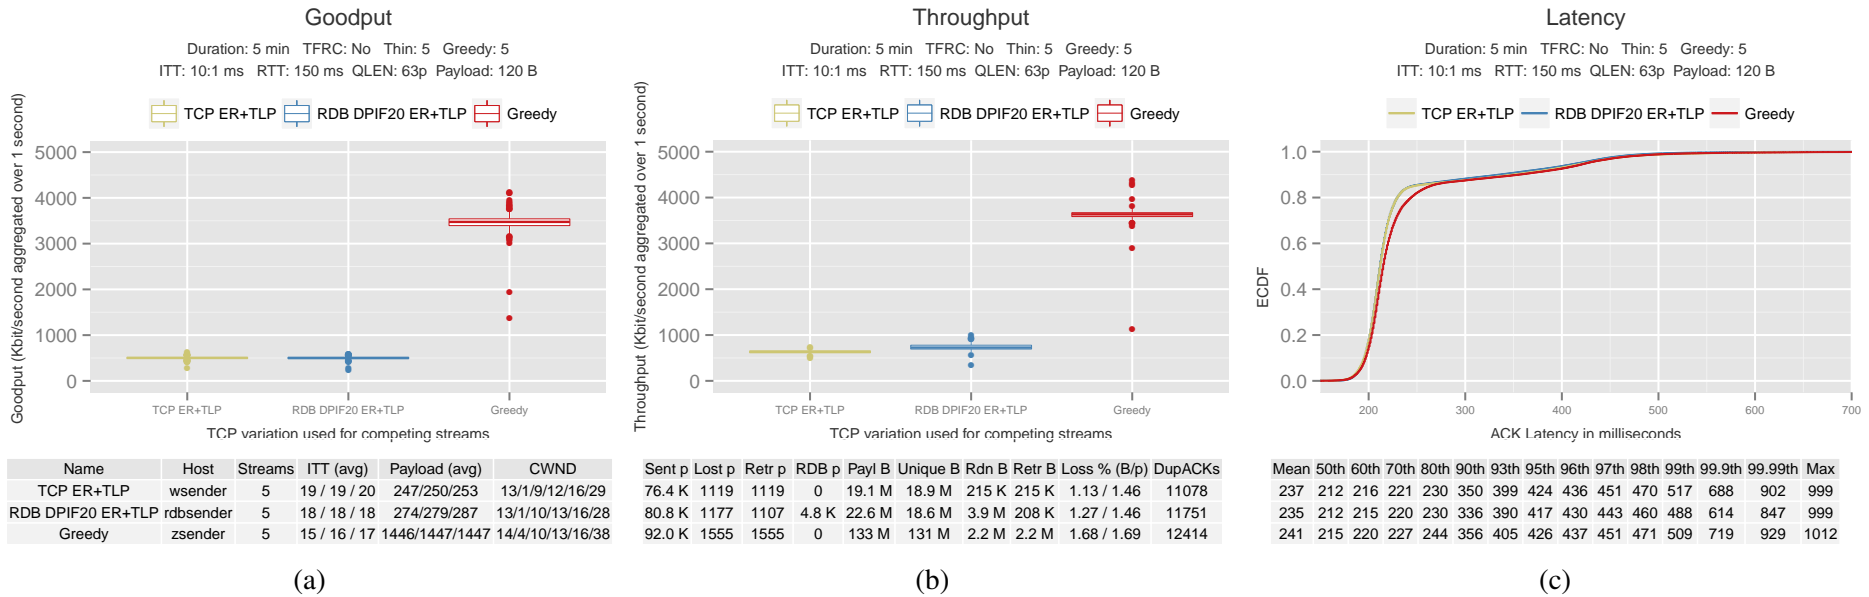 Goodput
Duration: 5 min TFRC: No Thin: 5 Greedy: 5
ITT: 10:1 ms RTT: 150 ms QLEN: 63p Payload: 120 B
TCP ER+TLP RDB DPIF20 ER+TLP Greedy
Goodput (Kbit/second aggregated over 1 second)
5000
4000
3000
2000
1000
0
TCP ER+TLP RDB DPIF20 ER+TLP Greedy
TCP variation used for competing streams
Name Host Streams ITT (avg) Payload (avg) CWND
TCP ER+TLP wsender 5 19 / 19 / 20 247/250/253 13/1/9/12/16/29
RDB DPIF20 ER+TLP rdbsender 5 18 / 18 / 18 274/279/287 13/1/10/13/16/28
Greedy zsender 5 15 / 16 / 17 1446/1447/1447 14/4/10/13/16/38
(a)
Throughput
Duration: 5 min TFRC: No Thin: 5 Greedy: 5
ITT: 10:1 ms RTT: 150 ms QLEN: 63p Payload: 120 B
TCP ER+TLP RDB DPIF20 ER+TLP Greedy
Throughput (Kbit/second aggregated over 1 second)
5000
4000
3000
2000
1000
0
TCP ER+TLP RDB DPIF20 ER+TLP Greedy
TCP variation used for competing streams
Sent p Lost p Retr p RDB p Payl B Unique B Rdn B Retr B Loss % (B/p) DupACKs
76.4 K 1119 1119 0 19.1 M 18.9 M 215 K 215 K 1.13 / 1.46 11078
80.8 K 1177 1107 4.8 K 22.6 M 18.6 M 3.9 M 208 K 1.27 / 1.46 11751
92.0 K 1555 1555 0 133 M 131 M 2.2 M 2.2 M 1.68 / 1.69 12414
(b)
Latency
Duration: 5 min TFRC: No Thin: 5 Greedy: 5
ITT: 10:1 ms RTT: 150 ms QLEN: 63p Payload: 120 B
TCP ER+TLP RDB DPIF20 ER+TLP Greedy
ECDF
1.0
0.8
0.6
0.4
0.2
0.0
200 300 400 500 600 700
ACK Latency in milliseconds
Mean 50th 60th 70th 80th 90th 93th 95th 96th 97th 98th 99th 99.9th 99.99th Max
237 212 216 221 230 350 399 424 436 451 470 517 688 902 999
235 212 215 220 230 336 390 417 430 443 460 488 614 847 999
241 215 220 227 244 356 405 426 437 451 471 509 719 929 1012
(c)